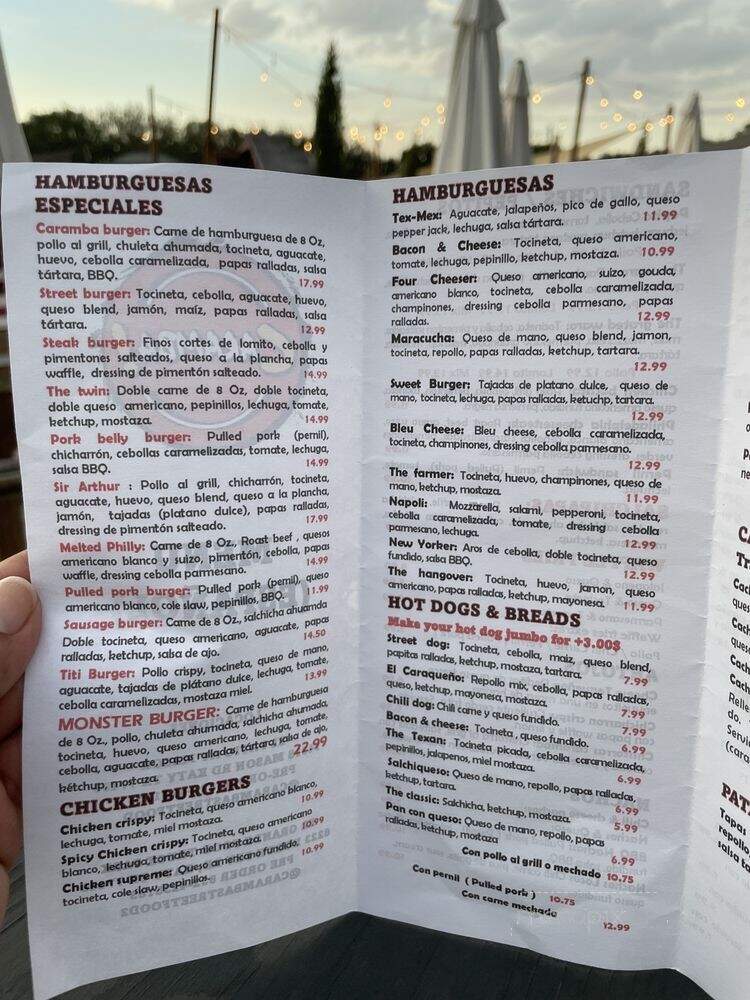 HAMBURGUESAS
ESPECIALES
Caramba burger: Carne de hamburguesa de 8 Oz,
pollo al grill, chuleta ahumada, tocineta, aguacate,
huevo, cebolla caramelizada, papas ralladas, salsa
tártara, BBQ.
17.99
Street burger: Tocineta, cebolla, aguacate, huevo,
queso blend, jamón, maíz, papas ralladas, salsa
tártara.
12.99
Steak burger: Finos cortes de lomito, cebolla y
pimentones salteados, queso a la plancha, papas
waffle, dressing de pimentón salteado. 14.99
The twin: Doble carne de 8 Oz, doble tocineta,
doble queso americano, pepinillos, lechuga, tomate,
ketchup, mostaza. 14.99
Pork belly burger: Pulled pork (pernil),
chicharrón, cebollas caramelizadas, tomate, lechuga,
salsa BBQ. 14.99
Sir Arthur : Pollo al grill, chicharrón, tocineta,
aguacate, huevo, queso blend, queso a la plancha,
jamón, tajadas (platano dulce), papas ralladas,
dressing de pimentón salteado. 17.99
Melted Philly: Carne de 8 Oz., Roast beef , quesos
americano blanco y suizo, pimentón, cebolla, papas
waffle, dressing cebolla parmesano. 14.99
Pulled pork burger: Pulled pork (pernil), queso
americano blanco, cole slaw, pepinillos, BBQ. 11.99
Sausage burger: Carne de 8 Oz., salchicha ahuamda
Doble tocineta, queso americano, aguacate, papas
ralladas, ketchup, salsa de ajo. 14.50
Titi Burger: Pollo crispy, tocineta, queso de mano,
aguacate, tajadas de plátano dulce, lechuga, tomate,
cebolla caramelizadas, mostaza miel. 13.99
MONSTER BURGER: Carne de hamburguesa
de 8 Oz., pollo, chuleta ahumada, salchicha ahumada,
tocineta, huevo, queso americano, lechuga, tomate,
cebolla, aguacate, papas ralladas, tártara, salsa de ajo,
kétchup, mostaza. 22.99
CHICKEN BURGERS
Chicken crispy: Tocineta, queso americano blanco,
lechuga, tomate, miel mostaza. 10.99
Spicy Chicken crispy: Tocineta, queso americano
blanco, lechuga, tomate, miel mostaza. 10.99
Chicken supreme: Queso americano fundido,
tocineta, cole slaw, pepinillos. 10.99
HAMBURGUESAS
Tex-Mex: Aguacate, jalapeños, pico de gallo, queso
pepper jack, lechuga, salsa tártara. 11.99
Bacon & Cheese: Tocineta, queso americano,
tomate, lechuga, pepinillo, ketchup, mostaza. 10.99
Four Cheeser: Queso americano, suizo, gouda,
americano blanco, tocineta, cebolla caramelizada,
champinones, dressing cebolla parmesano, papas
ralladas. 12.99
Maracucha: Queso de mano, queso blend, jamon,
tocineta, repollo, papas ralladas, ketchup, tartara.
12.99
Sweet Burger: Tajadas de platano dulce, queso de
mano, tocineta, lechuga, papas ralladas, ketuchp, tartara.
12.99
Bleu Cheese: Bleu cheese, cebolla caramelizada,
tocineta, champinones, dressing cebolla parmesano.
12.99
The farmer: Tocineta, huevo, champinones, queso de
mano, ketchup, mostaza. 11.99
Napoli: Mozzarella, salami, pepperoni, tocineta,
cebolla caramelizada, tomate, dressing cebolla
parmesano, lechuga. 12.99
New Yorker: Aros de cebolla, doble tocineta, queso
fundido, salsa BBQ. 12.99
The hangover: Tocineta, huevo, jamon, queso
americano, papas ralladas, ketchup, mayonesa. 11.99
HOT DOGS & BREADS
Make your hot dog jumbo for +3.00$
Street dog: Tocineta, cebolla, maiz, queso blend,
papitas ralladas, ketchup, mostaza, tartara. 7.99
El Caraqueño: Repollo mix, cebolla, papas ralladas,
queso, ketchup, mayonesa, mostaza. 7.99
Chili dog: Chili carne y queso fundido. 7.99
Bacon & cheese: Tocineta , queso fundido. 6.99
The Texan: Tocineta picada, cebolla caramelizada,
pepinillos, jalapenos, miel mostaza. 6.99
Salchiqueso: Queso de mano, repollo, papas ralladas,
ketchup, tartara. 6.99
The classic: Salchicha, ketchup, mostaza. 5.99
Pan con queso: Queso de mano, repollo, papas
ralladas, ketchup, mostaza 6.99
Con pollo al grill o mechado 10.75
Con pernil ( Pulled pork ) 10.75
Con carne mechada
12.99